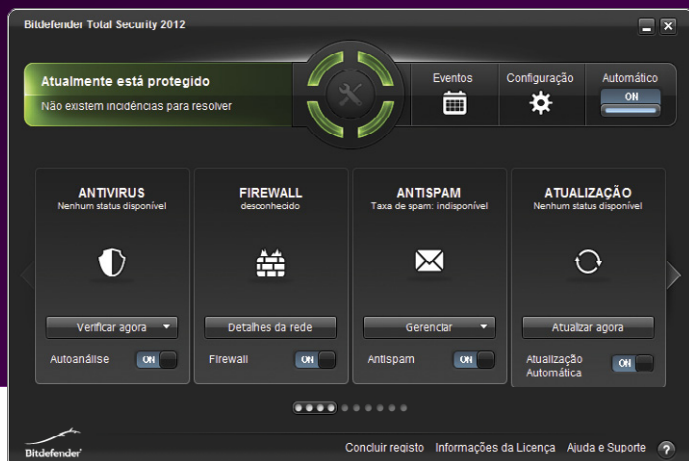 Bitdefender Total Security 2012
Atualmente está protegido
Não existem incidências para resolver
Eventos
Configuração
Automático
ON
ANTIVIRUS
Nenhum status disponível
Verificar agora
Autoanálise
ON
FIREWALL
desconhecido
Detalhes da rede
Firewall
ON
ANTISPAM
Taxa de spam: indisponível
Gerenciar
Antispam
ON
ATUALIZAÇÃO
Nenhum status disponível
Atualizar agora
Atualização
Automática
ON
Bitdefender
Concluir registo Informações da Licença Ajuda e Suporte ?